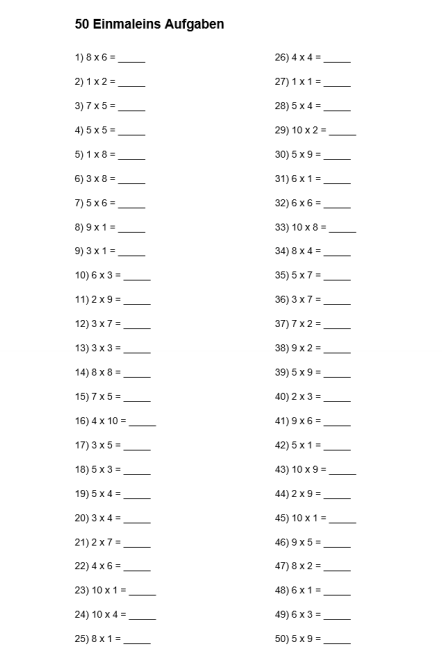 50 Einmaleins Aufgaben
1) 8 x 6 = _____
2) 1 x 2 = _____
3) 7 x 5 = _____
4) 5 x 5 = _____
5) 1 x 8 = _____
6) 3 x 8 = _____
7) 5 x 6 = _____
8) 9 x 1 = _____
9) 3 x 1 = _____
10) 6 x 3 = _____
11) 2 x 9 = _____
12) 3 x 7 = _____
13) 3 x 3 = _____
14) 8 x 8 = _____
15) 7 x 5 = _____
16) 4 x 10 = _____
17) 3 x 5 = _____
18) 5 x 3 = _____
19) 5 x 4 = _____
20) 3 x 4 = _____
21) 2 x 7 = _____
22) 4 x 6 = _____
23) 10 x 1 = _____
24) 10 x 4 = _____
25) 8 x 1 = _____
26) 4 x 4 = _____
27) 1 x 1 = _____
28) 5 x 4 = _____
29) 10 x 2 = _____
30) 5 x 9 = _____
31) 6 x 1 = _____
32) 6 x 6 = _____
33) 10 x 8 = _____
34) 8 x 4 = _____
35) 5 x 7 = _____
36) 3 x 7 = _____
37) 7 x 2 = _____
38) 9 x 2 = _____
39) 5 x 9 = _____
40) 2 x 3 = _____
41) 9 x 6 = _____
42) 5 x 1 = _____
43) 10 x 9 = _____
44) 2 x 9 = _____
45) 10 x 1 = _____
46) 9 x 5 = _____
47) 8 x 2 = _____
48) 6 x 1 = _____
49) 6 x 3 = _____
50) 5 x 9 = _____